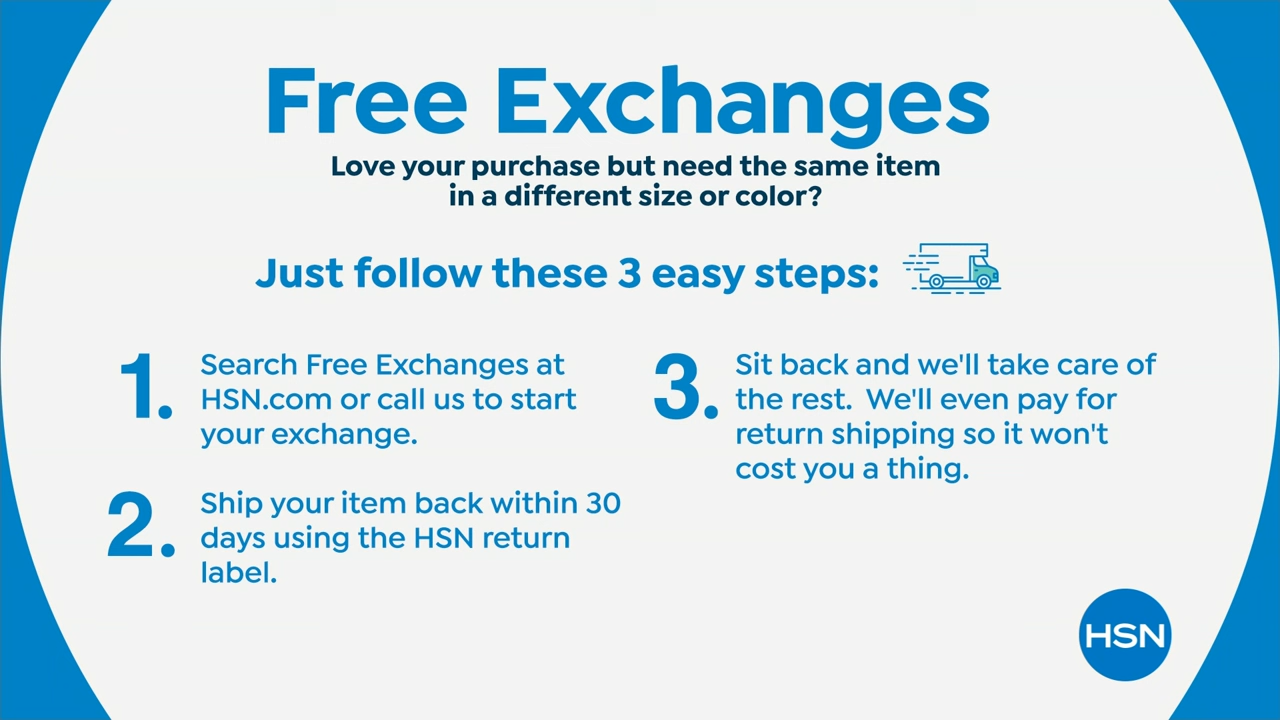 Free Exchanges
Love your purchase but need the same item
in a different size or color?
Just follow these 3 easy steps:
1. Search Free Exchanges at
HSN.com or call us to start
your exchange.
2. Ship your item back within 30
days using the HSN return
label.
3. Sit back and we'll take care of
the rest.  We'll even pay for
return shipping so it won't
cost you a thing.
HSN